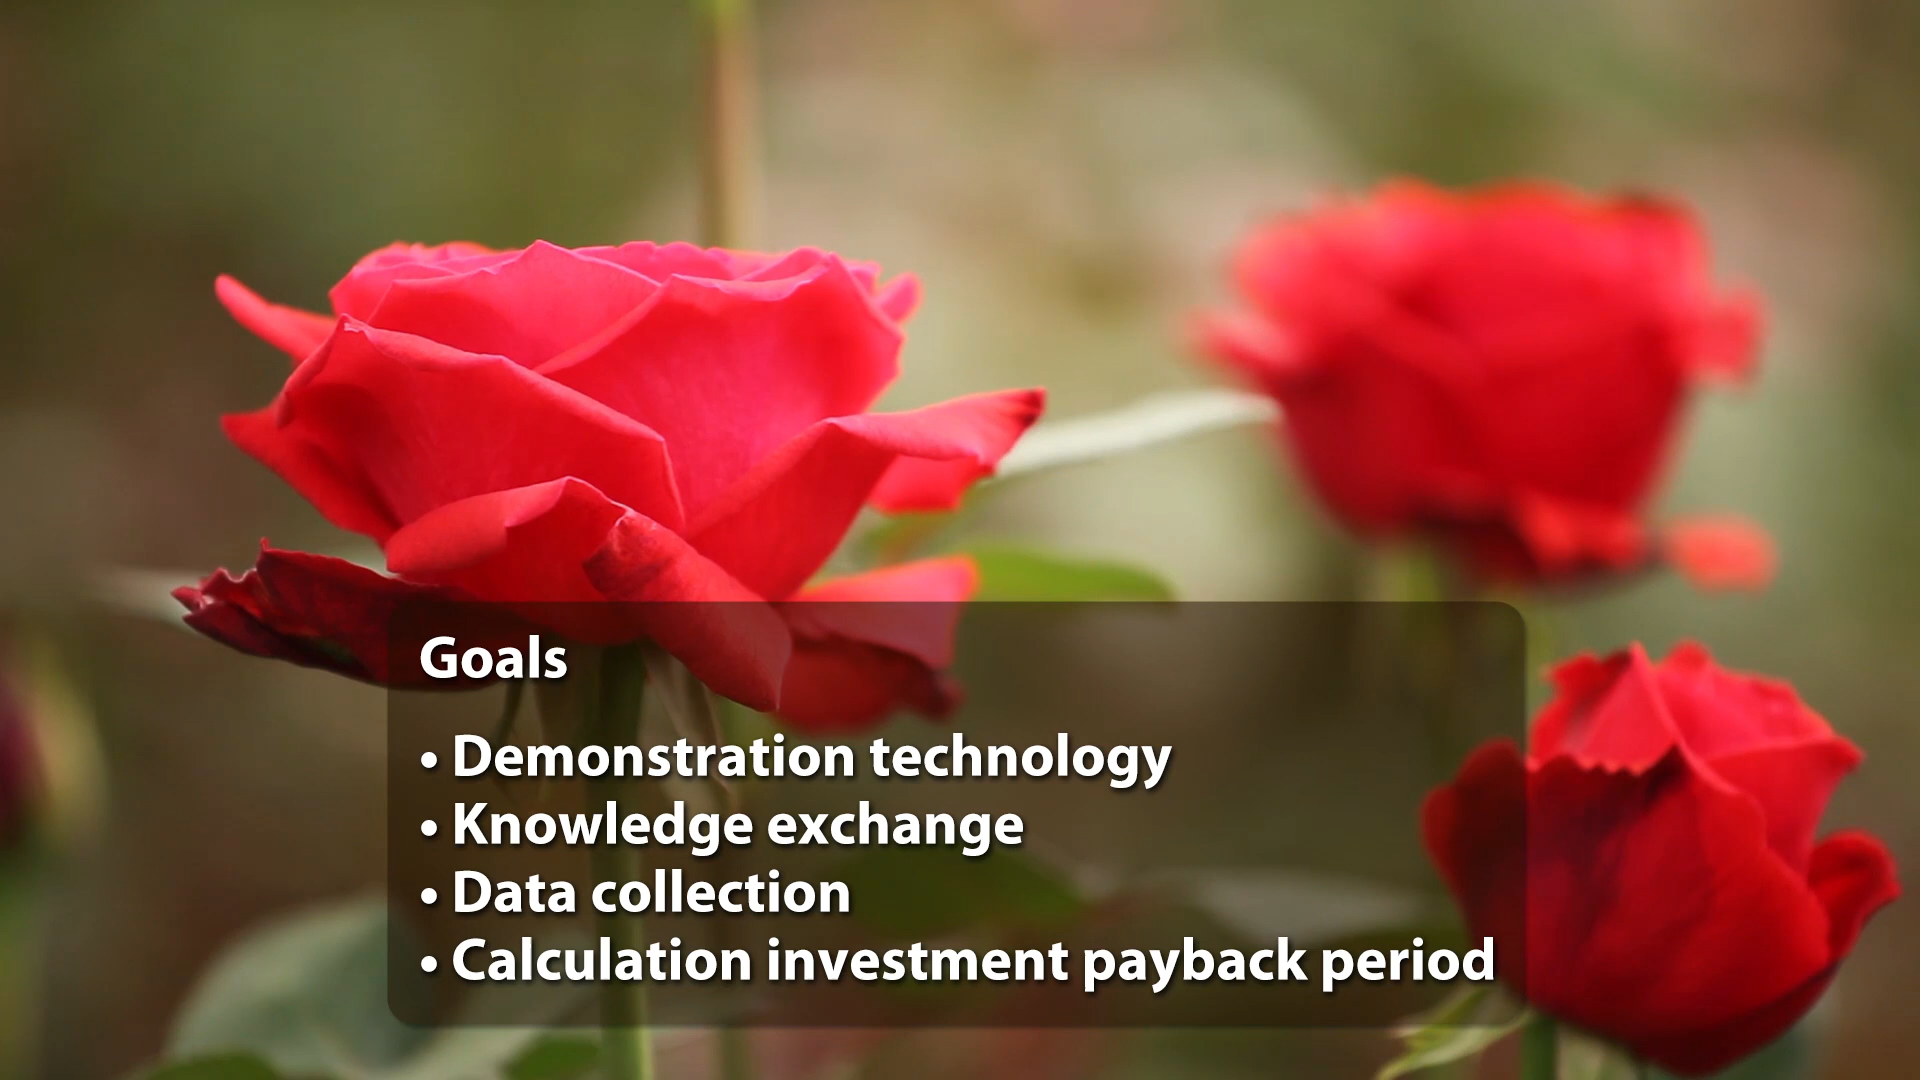 Goals
• Demonstration technology
• Knowledge exchange
• Data collection
• Calculation investment payback period